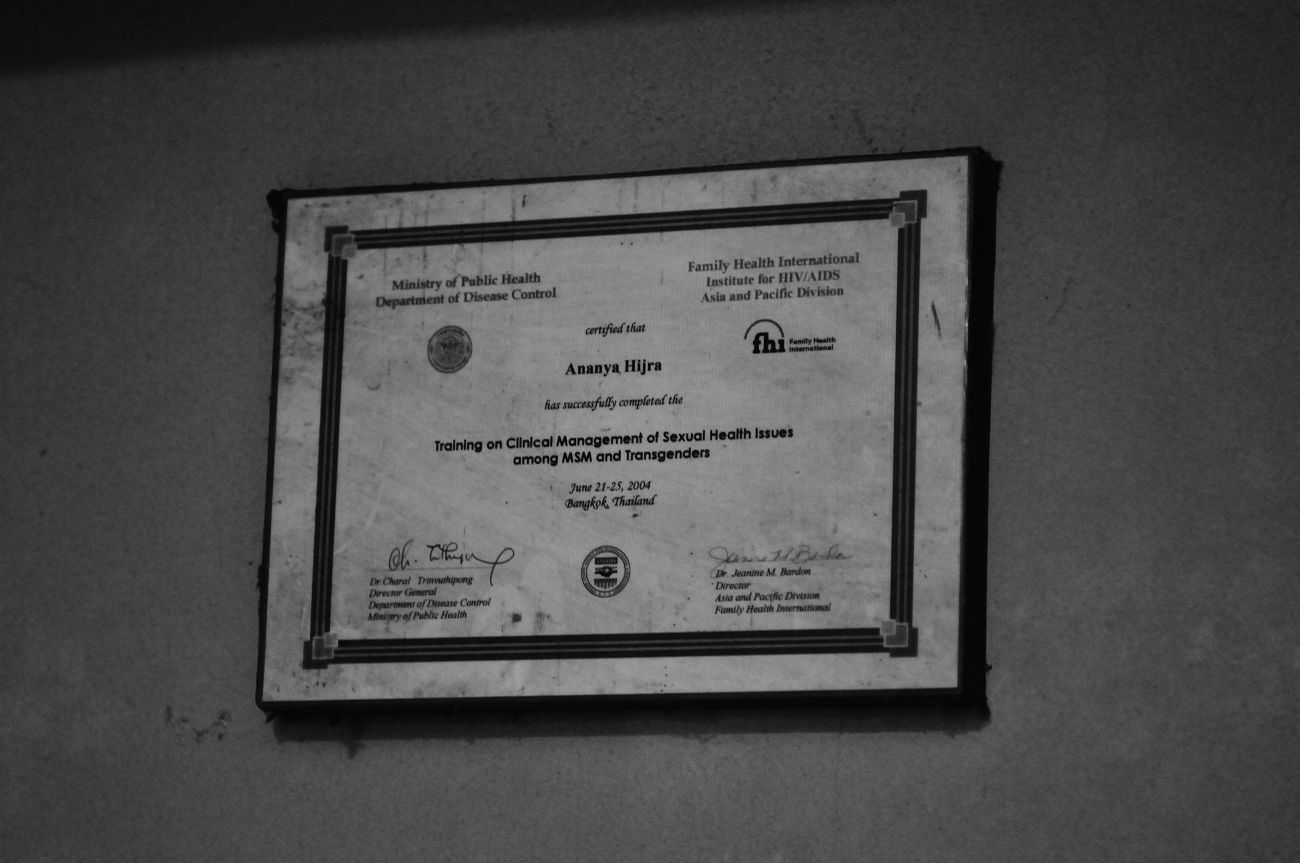 Ministry of Public Health
Department of Disease Control
Family Health International
Institute for HIV/AIDS
Asia and Pacific Division
certified that
fhi Family Health
International
Ananya Hijra
has successfully completed the
Training on Clinical Management of Sexual Health Issues
among MSM and Transgenders
June 21-25, 2004
Bangkok, Thailand
Dr. Charal Trinvuthipong
Director General
Department of Disease Control
Ministry of Public Health
Jeanine M Bardon
Dr. Jeanine M. Bardon
Director
Asia and Pacific Division
Family Health International